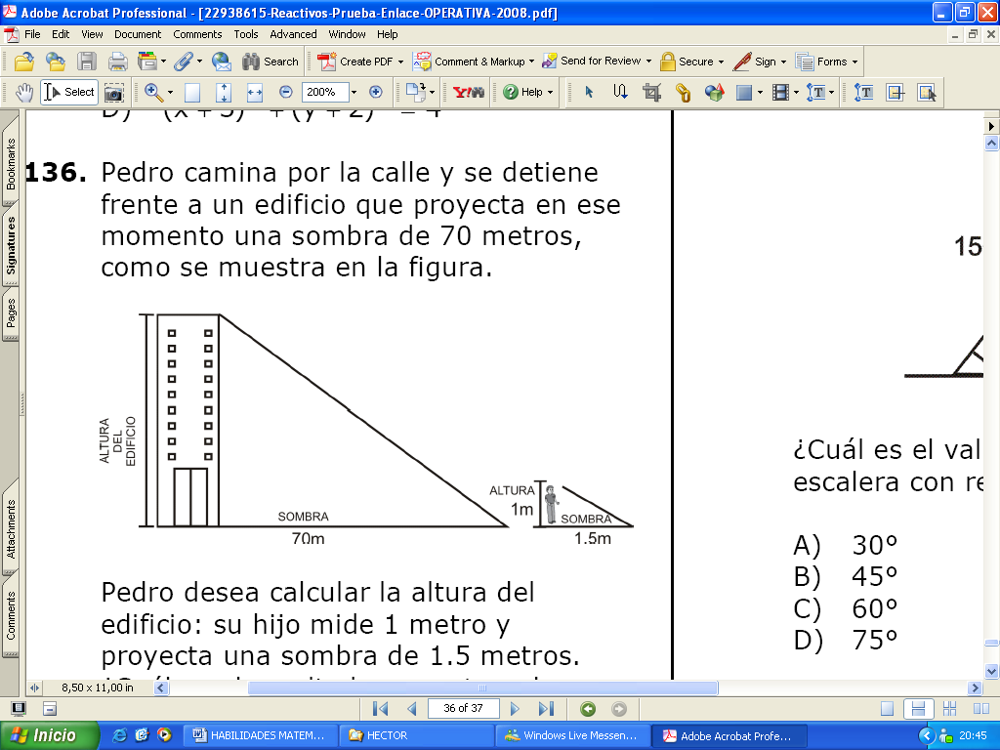 Adobe Acrobat Professional - [22938615-Reactivos-Prueba-Enlace-OPERATIVA-2008.pdf]
File Edit View Document Comments Tools Advanced Window Help
Search Create PDF Comment & Markup Send for Review Secure Sign Forms
Select 200% Y! Help
Bookmarks
Signatures
Pages
Attachments
Comments
136. Pedro camina por la calle y se detiene
frente a un edificio que proyecta en ese
momento una sombra de 70 metros,
como se muestra en la figura.
ALTURA
DEL
EDIFICIO
SOMBRA
70m
ALTURA
1m
SOMBRA
1.5m
Pedro desea calcular la altura del
edificio: su hijo mide 1 metro y
proyecta una sombra de 1.5 metros.
15
¿Cuál es el val
escalera con re
A) 30°
B) 45°
C) 60°
D) 75°
8,50 x 11,00 in
36 of 37
Inicio HABILIDADES MATEM... HECTOR Windows Live Messen... Adobe Acrobat Profe... 20:45